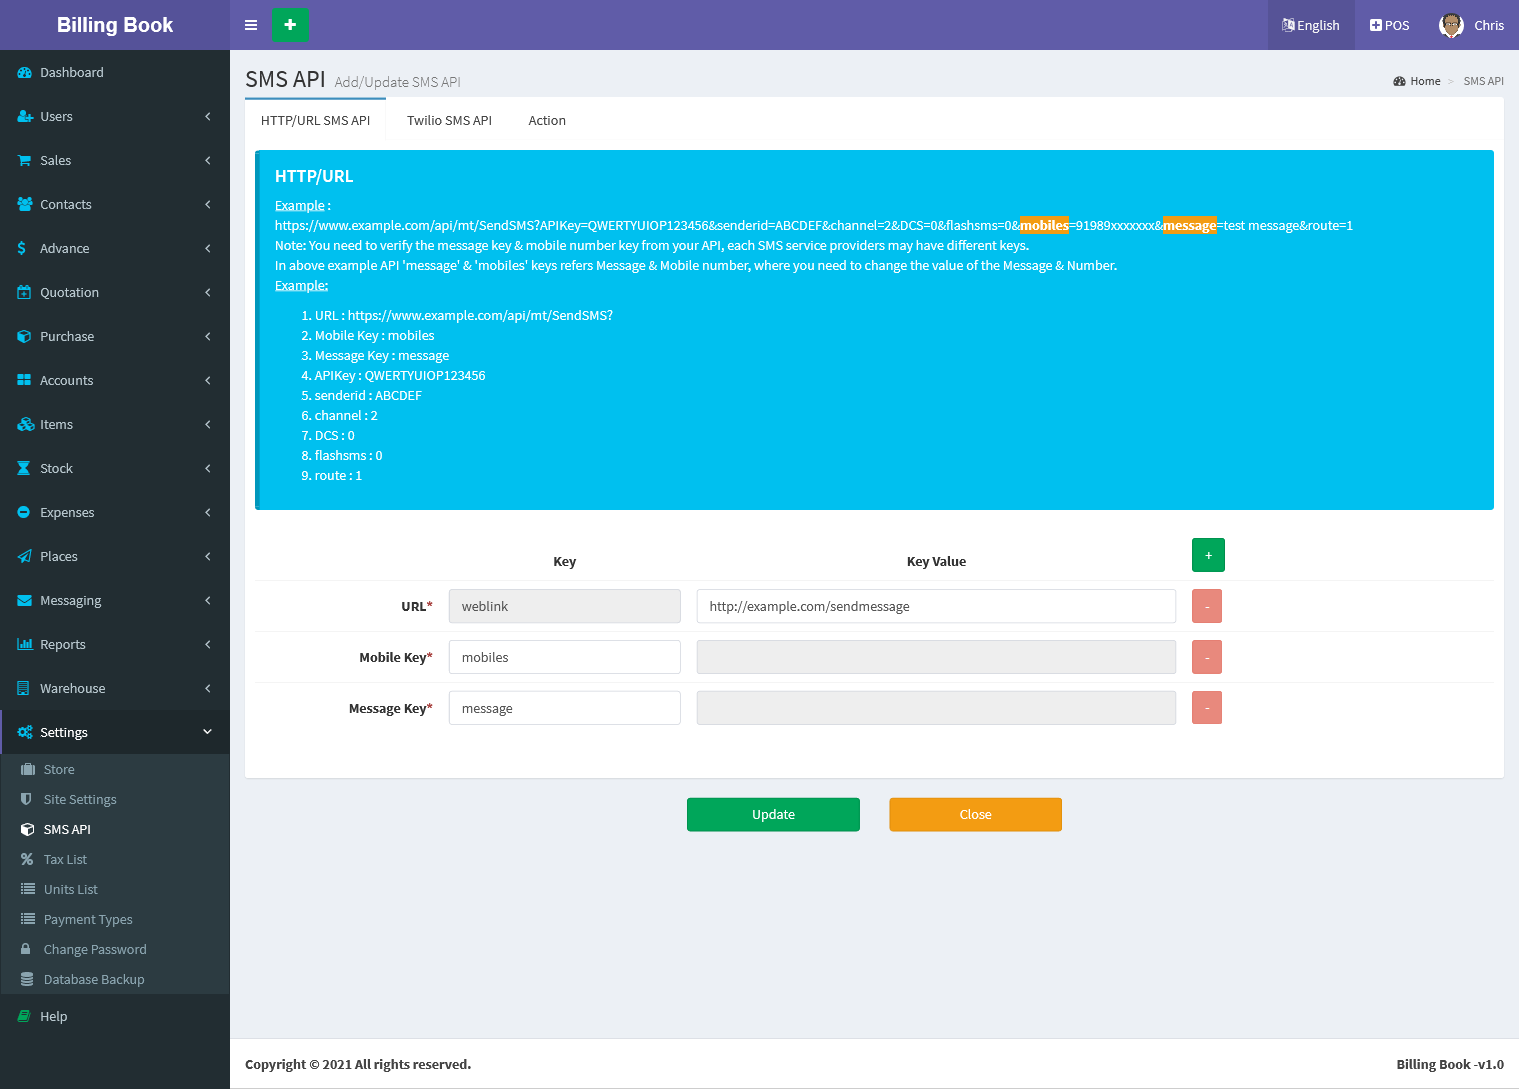 Billing Book
English
POS
Chris
Dashboard
Users
Sales
Contacts
Advance
Quotation
Purchase
Accounts
Items
Stock
Expenses
Places
Messaging
Reports
Warehouse
Settings
Store
Site Settings
SMS API
Tax List
Units List
Payment Types
Change Password
Database Backup
Help
SMS API Add/Update SMS API
Home > SMS API
HTTP/URL SMS API
Twilio SMS API
Action
HTTP/URL
Example :
https://www.example.com/api/mt/SendSMS?APIKey=QWERTYUIOP123456&senderid=ABCDEF&channel=2&DCS=0&flashsms=0&mobiles=91989xxxxxxx&message=test message&route=1
Note: You need to verify the message key & mobile number key from your API, each SMS service providers may have different keys.
In above example API 'message' & 'mobiles' keys refers Message & Mobile number, where you need to change the value of the Message & Number.
Example:
1. URL : https://www.example.com/api/mt/SendSMS?
2. Mobile Key : mobiles
3. Message Key : message
4. APIKey : QWERTYUIOP123456
5. senderid : ABCDEF
6. channel : 2
7. DCS : 0
8. flashsms : 0
9. route : 1
Key Key Value +
URL* weblink http://example.com/sendmessage -
Mobile Key* mobiles -
Message Key* message -
Update
Close
Copyright © 2021 All rights reserved.
Billing Book -v1.0